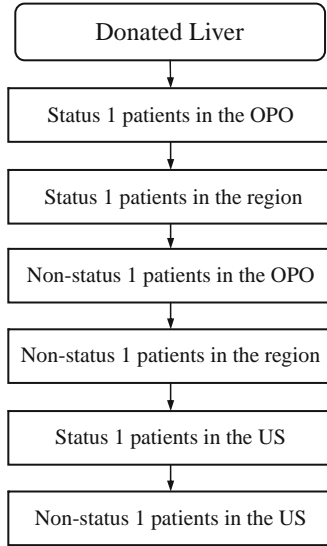 Donated Liver
Status 1 patients in the OPO
Status 1 patients in the region
Non-status 1 patients in the OPO
Non-status 1 patients in the region
Status 1 patients in the US
Non-status 1 patients in the US